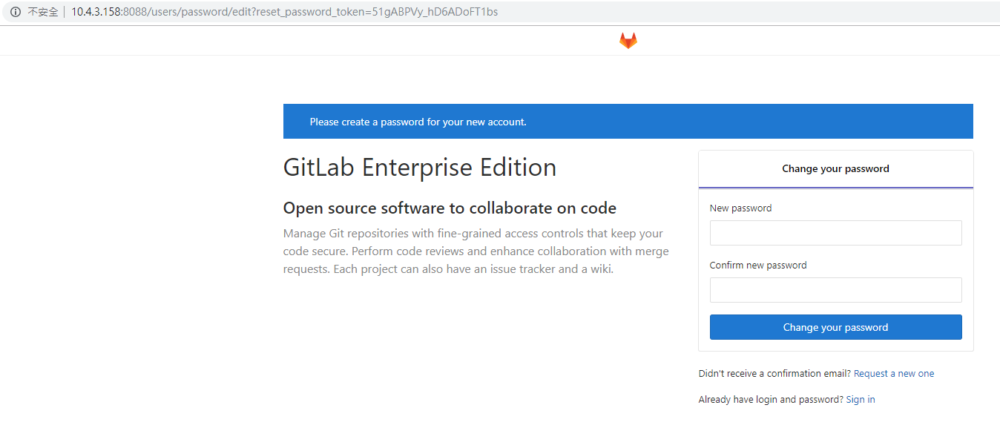 不安全 10.4.3.158:8088/users/password/edit?reset_password_token=51gABPVy_hD6ADoFT1bs
Please create a password for your new account.
GitLab Enterprise Edition
Open source software to collaborate on code
Manage Git repositories with fine-grained access controls that keep your
code secure. Perform code reviews and enhance collaboration with merge
requests. Each project can also have an issue tracker and a wiki.
Change your password
New password
Confirm new password
Change your password
Didn't receive a confirmation email? Request a new one
Already have login and password? Sign in